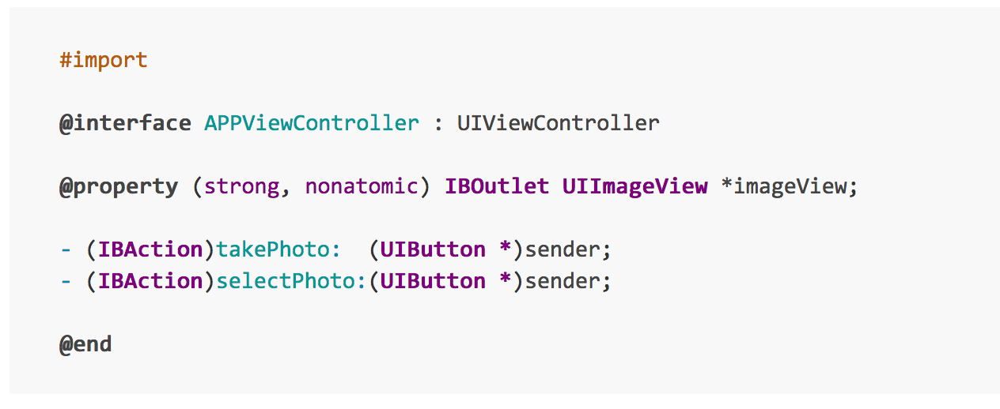 #import
@interface APPViewController : UIViewController
@property (strong, nonatomic) IBOutlet UIImageView *imageView;
- (IBAction)takePhoto:  (UIButton *)sender;
- (IBAction)selectPhoto:(UIButton *)sender;
@end